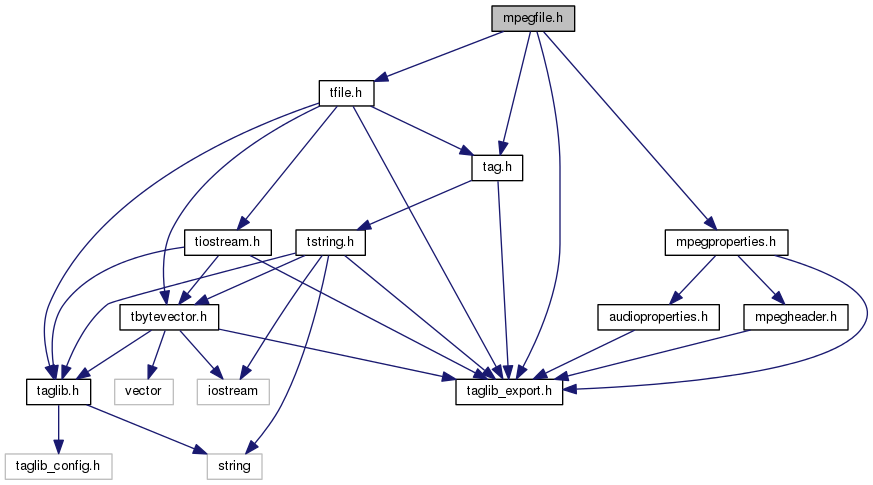 mpegfile.h
tfile.h
tag.h
tiostream.h
tstring.h
mpegproperties.h
tbytevector.h
audioproperties.h
mpegheader.h
taglib.h
vector
iostream
taglib_export.h
taglib_config.h
string